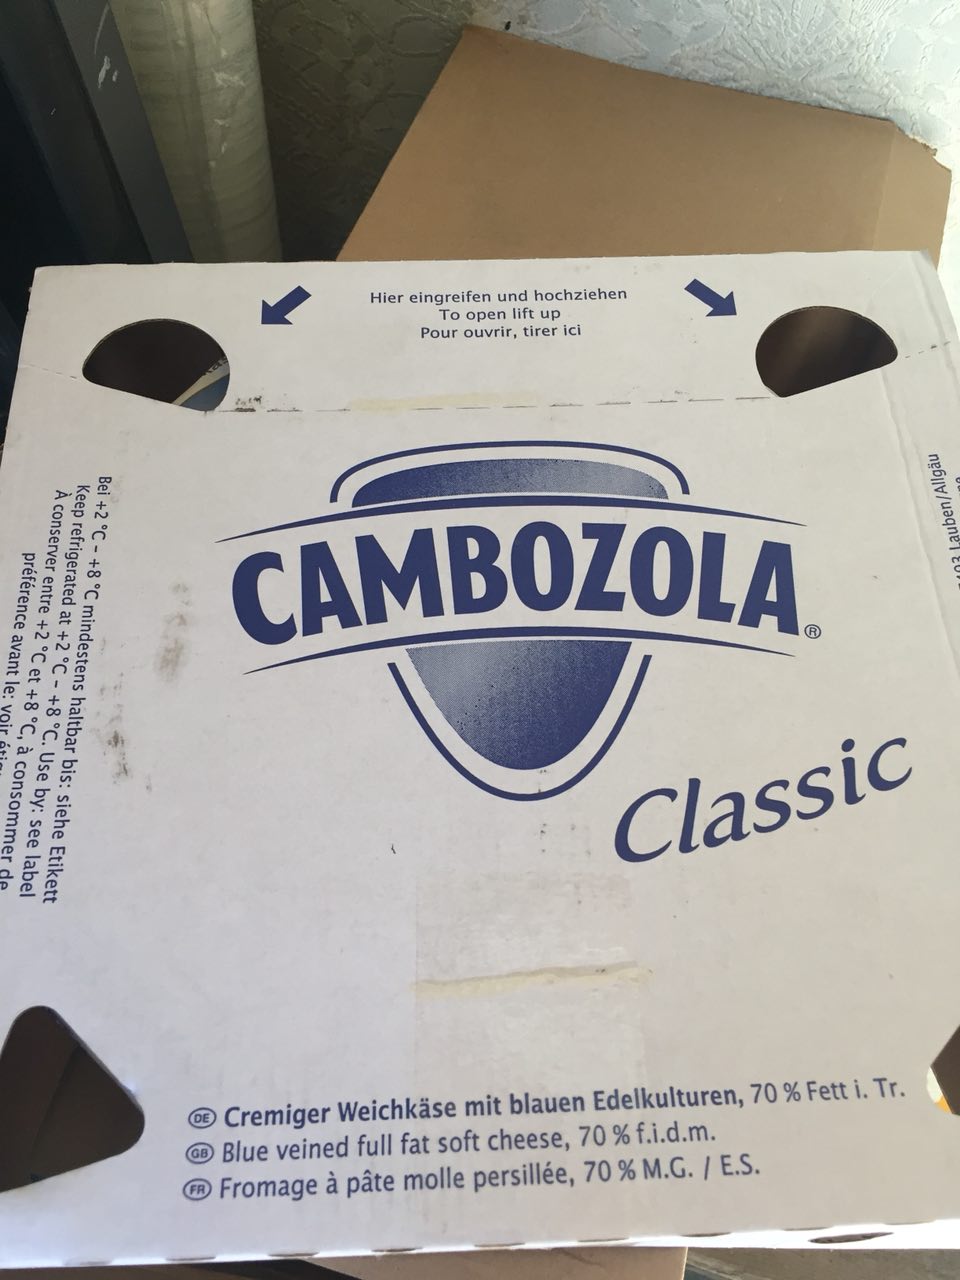 Hier eingreifen und hochziehen
To open lift up
Pour ouvrir, tirer ici
CAMBOZOLA®
Classic
Bei +2 °C – +8 °C mindestens haltbar bis: siehe Etikett
Keep refrigerated at +2 °C – +8 °C. Use by: see label
À conserver entre +2 °C et +8 °C, à consommer de
préférence avant le: voir
Lauben/Allgäu
DE Cremiger Weichkäse mit blauen Edelkulturen, 70 % Fett i. Tr.
GB Blue veined full fat soft cheese, 70 % f.i.d.m.
FR Fromage à pâte molle persillée, 70 % M.G. / E.S.